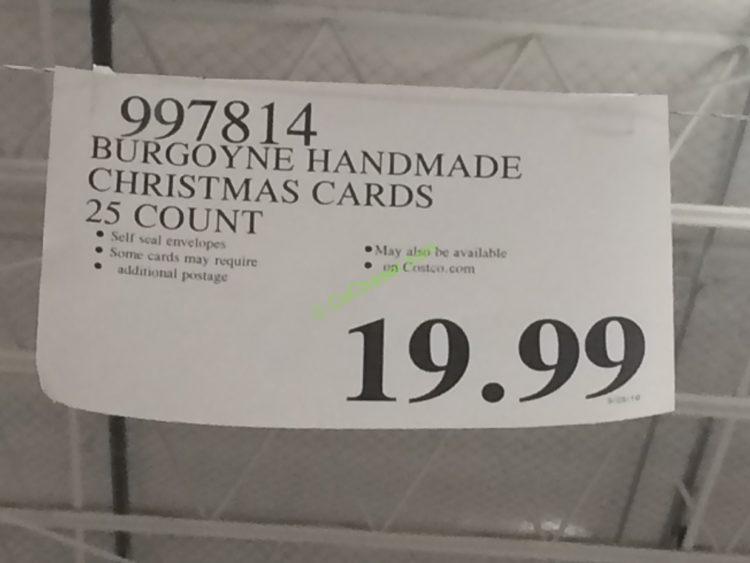 997814
BURGOYNE HANDMADE
CHRISTMAS CARDS
25 COUNT
• Self seal envelopes
• Some cards may require
• additional postage
• May also be available
• on Costco.com
19.99